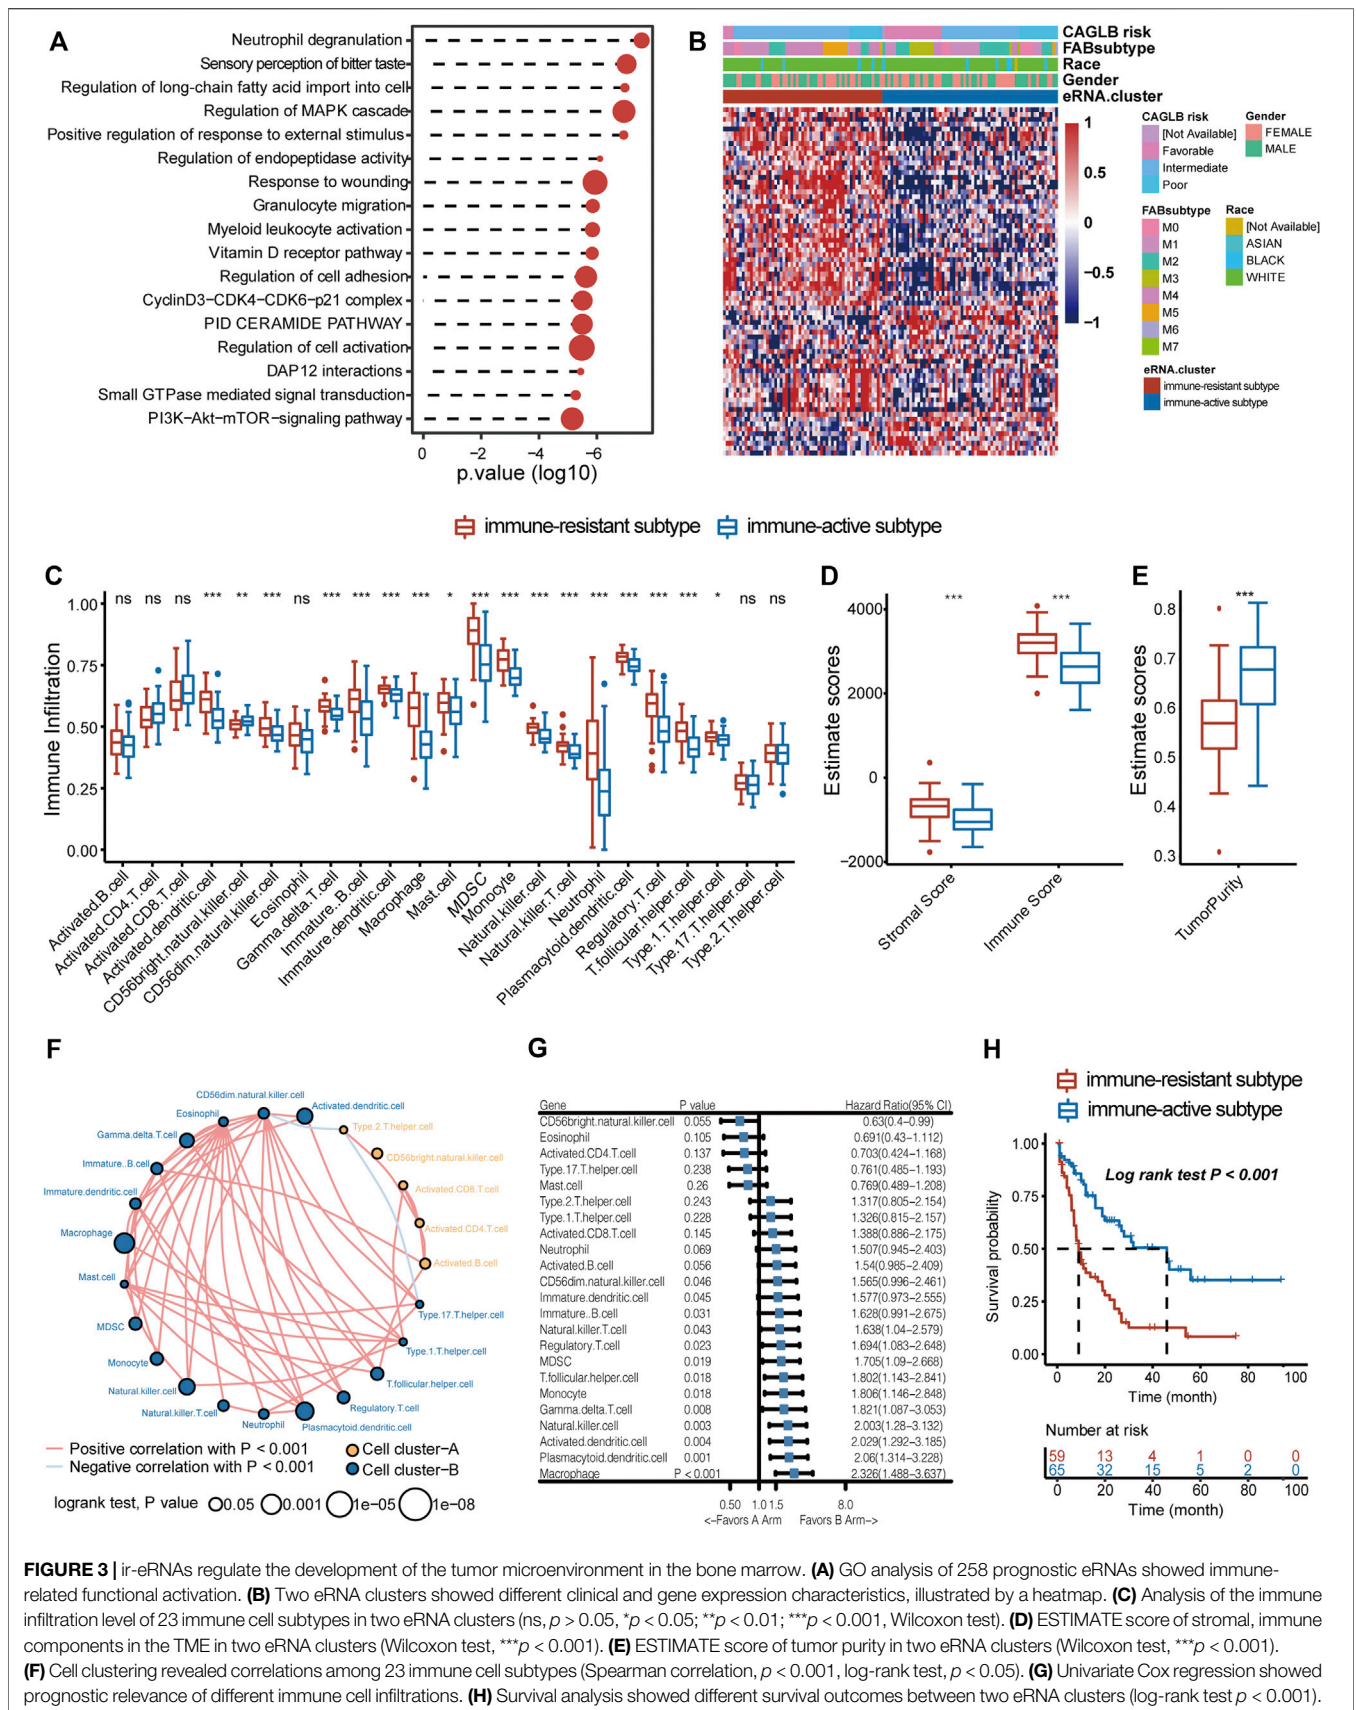 A
Neutrophil degranulation
Sensory perception of bitter taste
Regulation of long-chain fatty acid import into cell
Regulation of MAPK cascade
Positive regulation of response to external stimulus
Regulation of endopeptidase activity
Response to wounding
Granulocyte migration
Myeloid leukocyte activation
Vitamin D receptor pathway
Regulation of cell adhesion
CyclinD3−CDK4−CDK6−p21 complex
PID CERAMIDE PATHWAY
Regulation of cell activation
DAP12 interactions
Small GTPase mediated signal transduction
PI3K−Akt−mTOR−signaling pathway
0 −2 −4 −6
p.value (log10)
B
CAGLB risk
FABsubtype
Race
Gender
eRNA.cluster
1
0.5
0
−0.5
−1
CAGLB risk
[Not Available]
Favorable
Intermediate
Poor
Gender
FEMALE
MALE
FABsubtype
M0
M1
M2
M3
M4
M5
M6
M7
Race
[Not Available]
ASIAN
BLACK
WHITE
eRNA.cluster
immune-resistant subtype
immune-active subtype
immune-resistant subtype immune-active subtype
C
Immune Infiltration
1.00
0.75
0.50
0.25
0.00
ns ns ns *** ** *** ns *** *** *** *** * *** *** *** *** *** *** *** *** * ns ns
Activated.B.cell
Activated.CD4.T.cell
Activated.CD8.T.cell
Activated.dendritic.cell
CD56bright.natural.killer.cell
CD56dim.natural.killer.cell
Eosinophil
Gamma.delta.T.cell
Immature..B.cell
Immature.dendritic.cell
Macrophage
Mast.cell
MDSC
Monocyte
Natural.killer.cell
Natural.killer.T.cell
Neutrophil
Plasmacytoid.dendritic.cell
Regulatory.T.cell
T.follicular.helper.cell
Type.1.T.helper.cell
Type.17.T.helper.cell
Type.2.T.helper.cell
D
Estimate scores
4000
2000
0
−2000
*** ***
Stromal Score
Immune Score
E
Estimate scores
0.8
0.7
0.6
0.5
0.4
0.3
***
TumorPurity
F
CD56dim.natural.killer.cell
Eosinophil
Activated.dendritic.cell
Type.2.T.helper.cell
Gamma.delta.T.cell
CD56bright.natural.killer.cell
Immature..B.cell
Activated.CD8.T.cell
Immature.dendritic.cell
Activated.CD4.T.cell
Macrophage
Activated.B.cell
Mast.cell
Type.17.T.helper.cell
MDSC
Type.1.T.helper.cell
Monocyte
T.follicular.helper.cell
Natural.killer.cell
Regulatory.T.cell
Natural.killer.T.cell
Neutrophil
Plasmacytoid.dendritic.cell
Positive correlation with P < 0.001
Negative correlation with P < 0.001
Cell cluster−A
Cell cluster−B
logrank test, P value 0.05 0.001 1e−05 1e−08
G
Gene P value Hazard Ratio(95% CI)
CD56bright.natural.killer.cell 0.055 0.63(0.4−0.99)
Eosinophil 0.105 0.691(0.43−1.112)
Activated.CD4.T.cell 0.137 0.703(0.424−1.168)
Type.17.T.helper.cell 0.238 0.761(0.485−1.193)
Mast.cell 0.26 0.769(0.489−1.208)
Type.2.T.helper.cell 0.243 1.317(0.805−2.154)
Type.1.T.helper.cell 0.228 1.326(0.815−2.157)
Activated.CD8.T.cell 0.145 1.388(0.886−2.175)
Neutrophil 0.069 1.507(0.945−2.403)
Activated.B.cell 0.056 1.54(0.985−2.409)
CD56dim.natural.killer.cell 0.046 1.565(0.996−2.461)
Immature.dendritic.cell 0.045 1.577(0.973−2.555)
Immature..B.cell 0.031 1.628(0.991−2.675)
Natural.killer.T.cell 0.043 1.638(1.04−2.579)
Regulatory.T.cell 0.023 1.694(1.083−2.648)
MDSC 0.019 1.705(1.09−2.668)
T.follicular.helper.cell 0.018 1.802(1.143−2.841)
Monocyte 0.018 1.806(1.146−2.848)
Gamma.delta.T.cell 0.008 1.821(1.087−3.053)
Natural.killer.cell 0.003 2.003(1.28−3.132)
Activated.dendritic.cell 0.004 2.029(1.292−3.185)
Plasmacytoid.dendritic.cell 0.001 2.06(1.314−3.228)
Macrophage P < 0.001 2.326(1.488−3.637)
0.50 1.0 1.5 8.0
<−Favors A Arm Favors B Arm−>
H
immune-resistant subtype
immune-active subtype
Survival probability
1.00
0.75
0.50
0.25
0.00
Log rank test P < 0.001
0 20 40 60 80 100
Time (month)
Number at risk
59 13 4 1 0 0
65 32 15 5 2 0
0 20 40 60 80 100
Time (month)
FIGURE 3 | ir-eRNAs regulate the development of the tumor microenvironment in the bone marrow. (A) GO analysis of 258 prognostic eRNAs showed immune-
related functional activation. (B) Two eRNA clusters showed different clinical and gene expression characteristics, illustrated by a heatmap. (C) Analysis of the immune
infiltration level of 23 immune cell subtypes in two eRNA clusters (ns, p > 0.05, *p < 0.05; **p < 0.01; ***p < 0.001, Wilcoxon test). (D) ESTIMATE score of stromal, immune
components in the TME in two eRNA clusters (Wilcoxon test, ***p < 0.001). (E) ESTIMATE score of tumor purity in two eRNA clusters (Wilcoxon test, ***p < 0.001).
(F) Cell clustering revealed correlations among 23 immune cell subtypes (Spearman correlation, p < 0.001, log-rank test, p < 0.05). (G) Univariate Cox regression showed
prognostic relevance of different immune cell infiltrations. (H) Survival analysis showed different survival outcomes between two eRNA clusters (log-rank test p < 0.001).